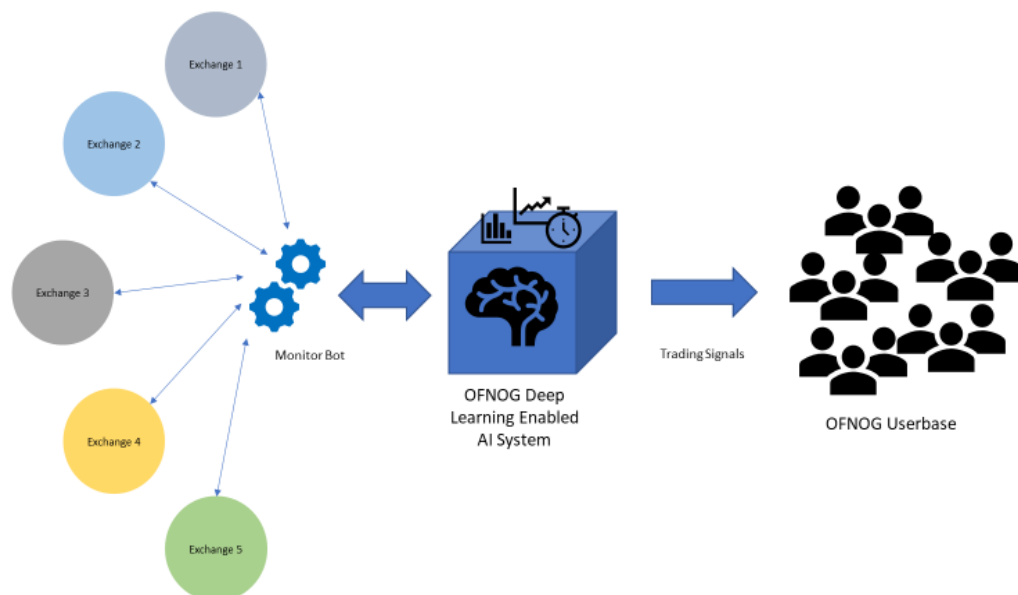 Exchange 1
Exchange 2
Exchange 3
Exchange 4
Exchange 5
Monitor Bot
OFNOG Deep
Learning Enabled
AI System
Trading Signals
OFNOG Userbase